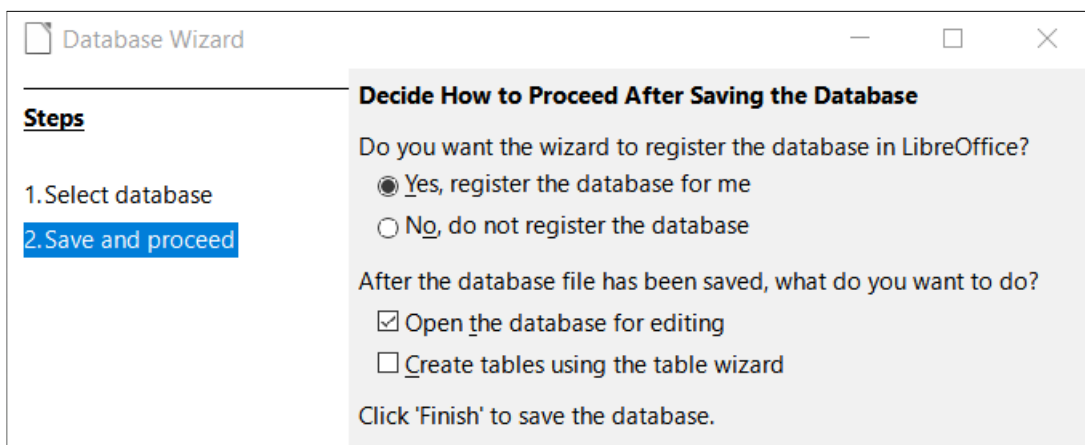 Database Wizard
Steps
1. Select database
2. Save and proceed
Decide How to Proceed After Saving the Database
Do you want the wizard to register the database in LibreOffice?
Yes, register the database for me
No, do not register the database
After the database file has been saved, what do you want to do?
Open the database for editing
Create tables using the table wizard
Click 'Finish' to save the database.